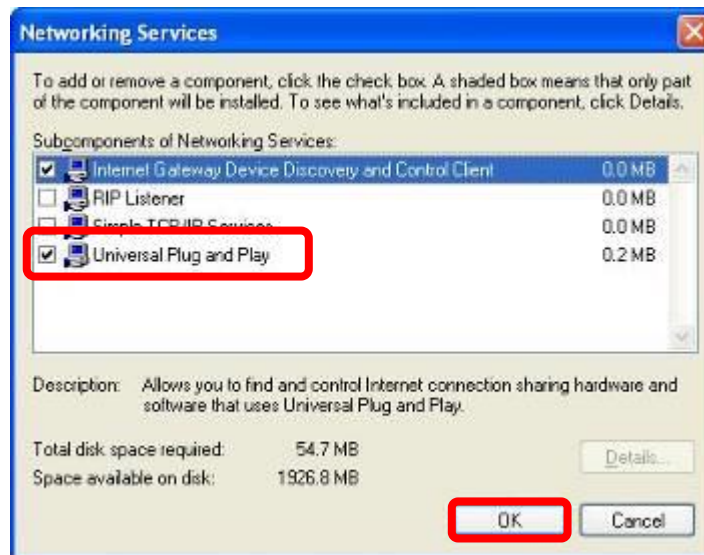 Networking Services
To add or remove a component, click the check box. A shaded box means that only part
of the component will be installed. To see what's included in a component, click Details.
Subcomponents of Networking Services:
Internet Gateway Device Discovery and Control Client 0.0 MB
RIP Listener 0.0 MB
Simple TCP/IP Services 0.0 MB
Universal Plug and Play 0.2 MB
Description: Allows you to find and control Internet connection sharing hardware and
software that uses Universal Plug and Play.
Total disk space required: 54.7 MB
Space available on disk: 1926.8 MB
Details...
OK Cancel